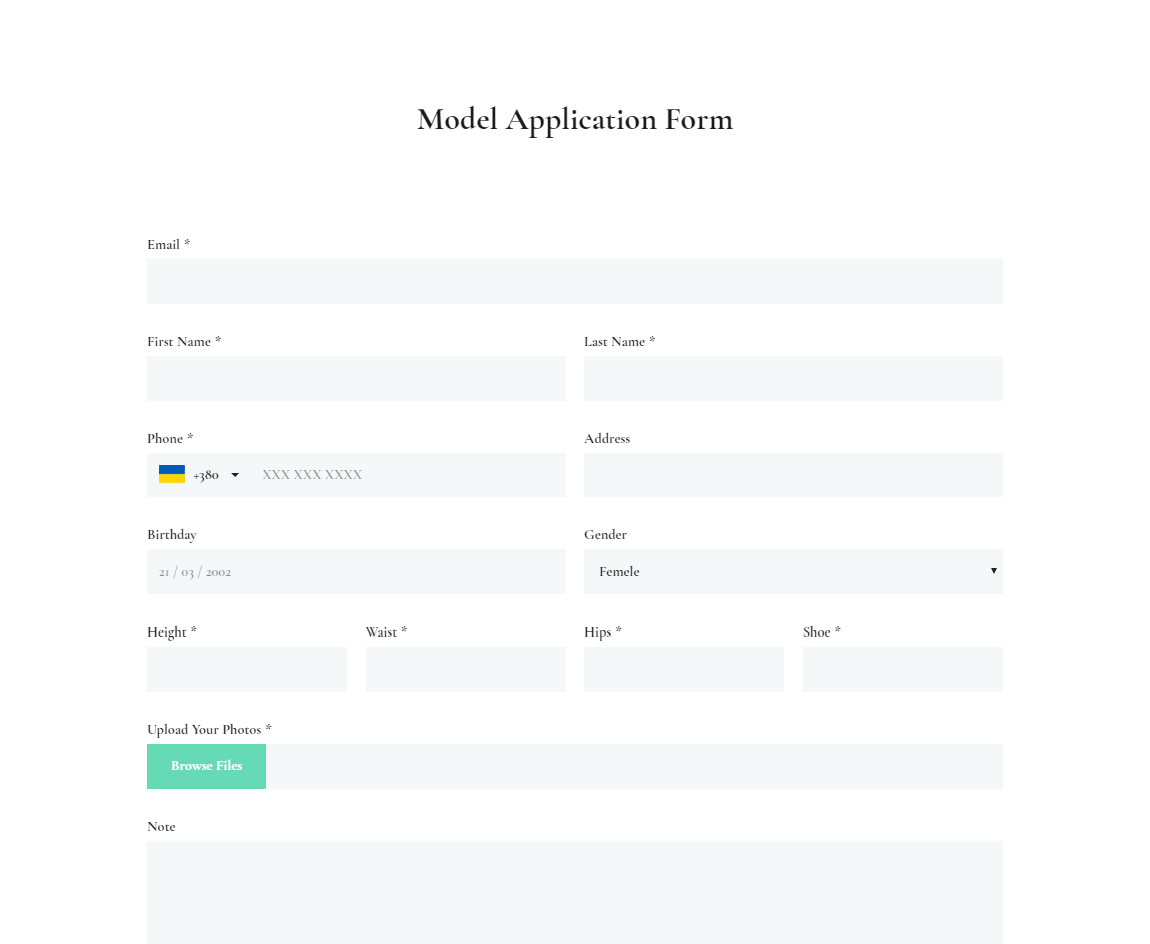 Model Application Form
Email *
First Name * Last Name *
Phone * Address
+380 XXX XXX XXXX
Birthday Gender
21 / 03 / 2002 Femele
Height * Waist * Hips * Shoe *
Upload Your Photos *
Browse Files
Note